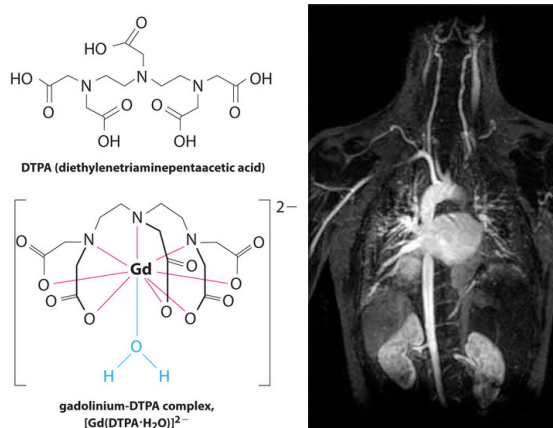 HO
O
O
HO
N
N
N
OH
O
O
O
OH
OH
DTPA (diethylenetriaminepentaacetic acid)
2−
N
N
N
O
O
O
O
Gd
O
O
O
O
O
O
O
H
H
gadolinium-DTPA complex,
[Gd(DTPA·H₂O)]²⁻